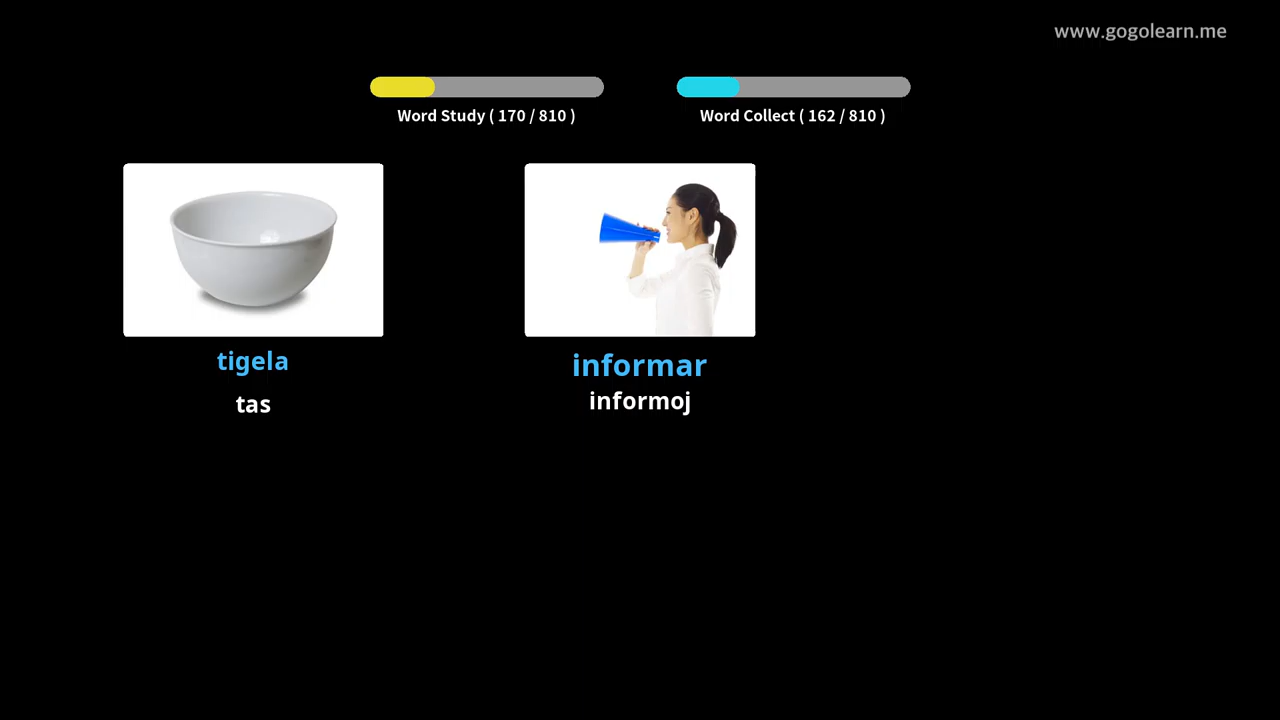 www.gogolearn.me
Word Study ( 170 / 810 )
Word Collect ( 162 / 810 )
tigela
tas
informar
informoj